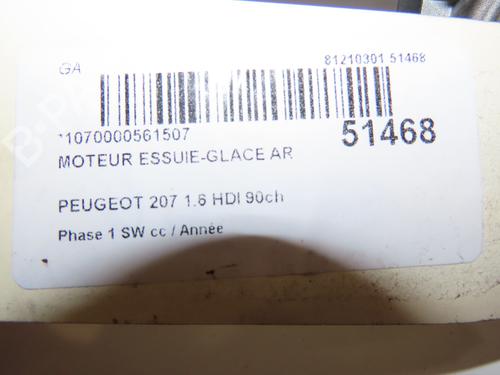 GA 81210301 51468
*1070000561507 51468
MOTEUR ESSUIE-GLACE AR
PEUGEOT 207 1.6 HDI 90ch
Phase 1 SW cc / Année